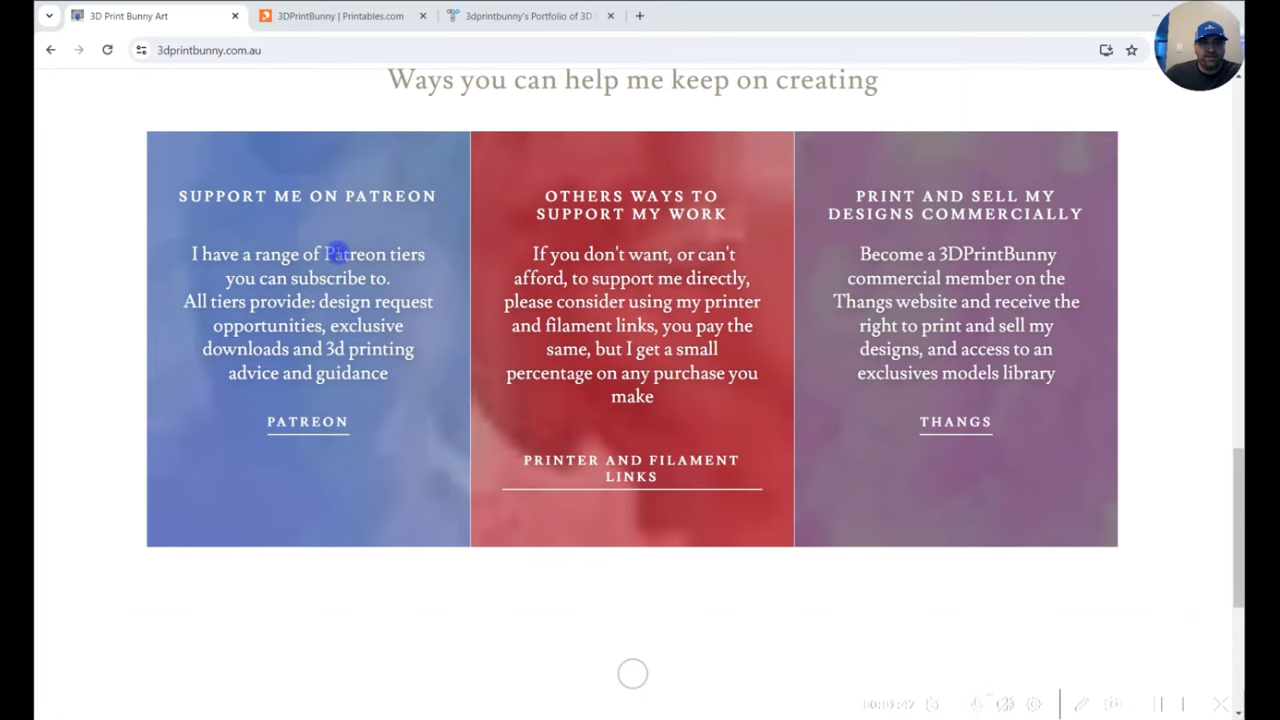 3D Print Bunny Art
3DPrintBunny | Printables.com
3dprintbunny's Portfolio of 3D
3dprintbunny.com.au
Ways you can help me keep on creating
SUPPORT ME ON PATREON
I have a range of Patreon tiers
you can subscribe to.
All tiers provide: design request
opportunities, exclusive
downloads and 3d printing
advice and guidance
PATREON
OTHERS WAYS TO
SUPPORT MY WORK
If you don't want, or can't
afford, to support me directly,
please consider using my printer
and filament links, you pay the
same, but I get a small
percentage on any purchase you
make
PRINTER AND FILAMENT
LINKS
PRINT AND SELL MY
DESIGNS COMMERCIALLY
Become a 3DPrintBunny
commercial member on the
Thangs website and receive the
right to print and sell my
designs, and access to an
exclusives models library
THANGS